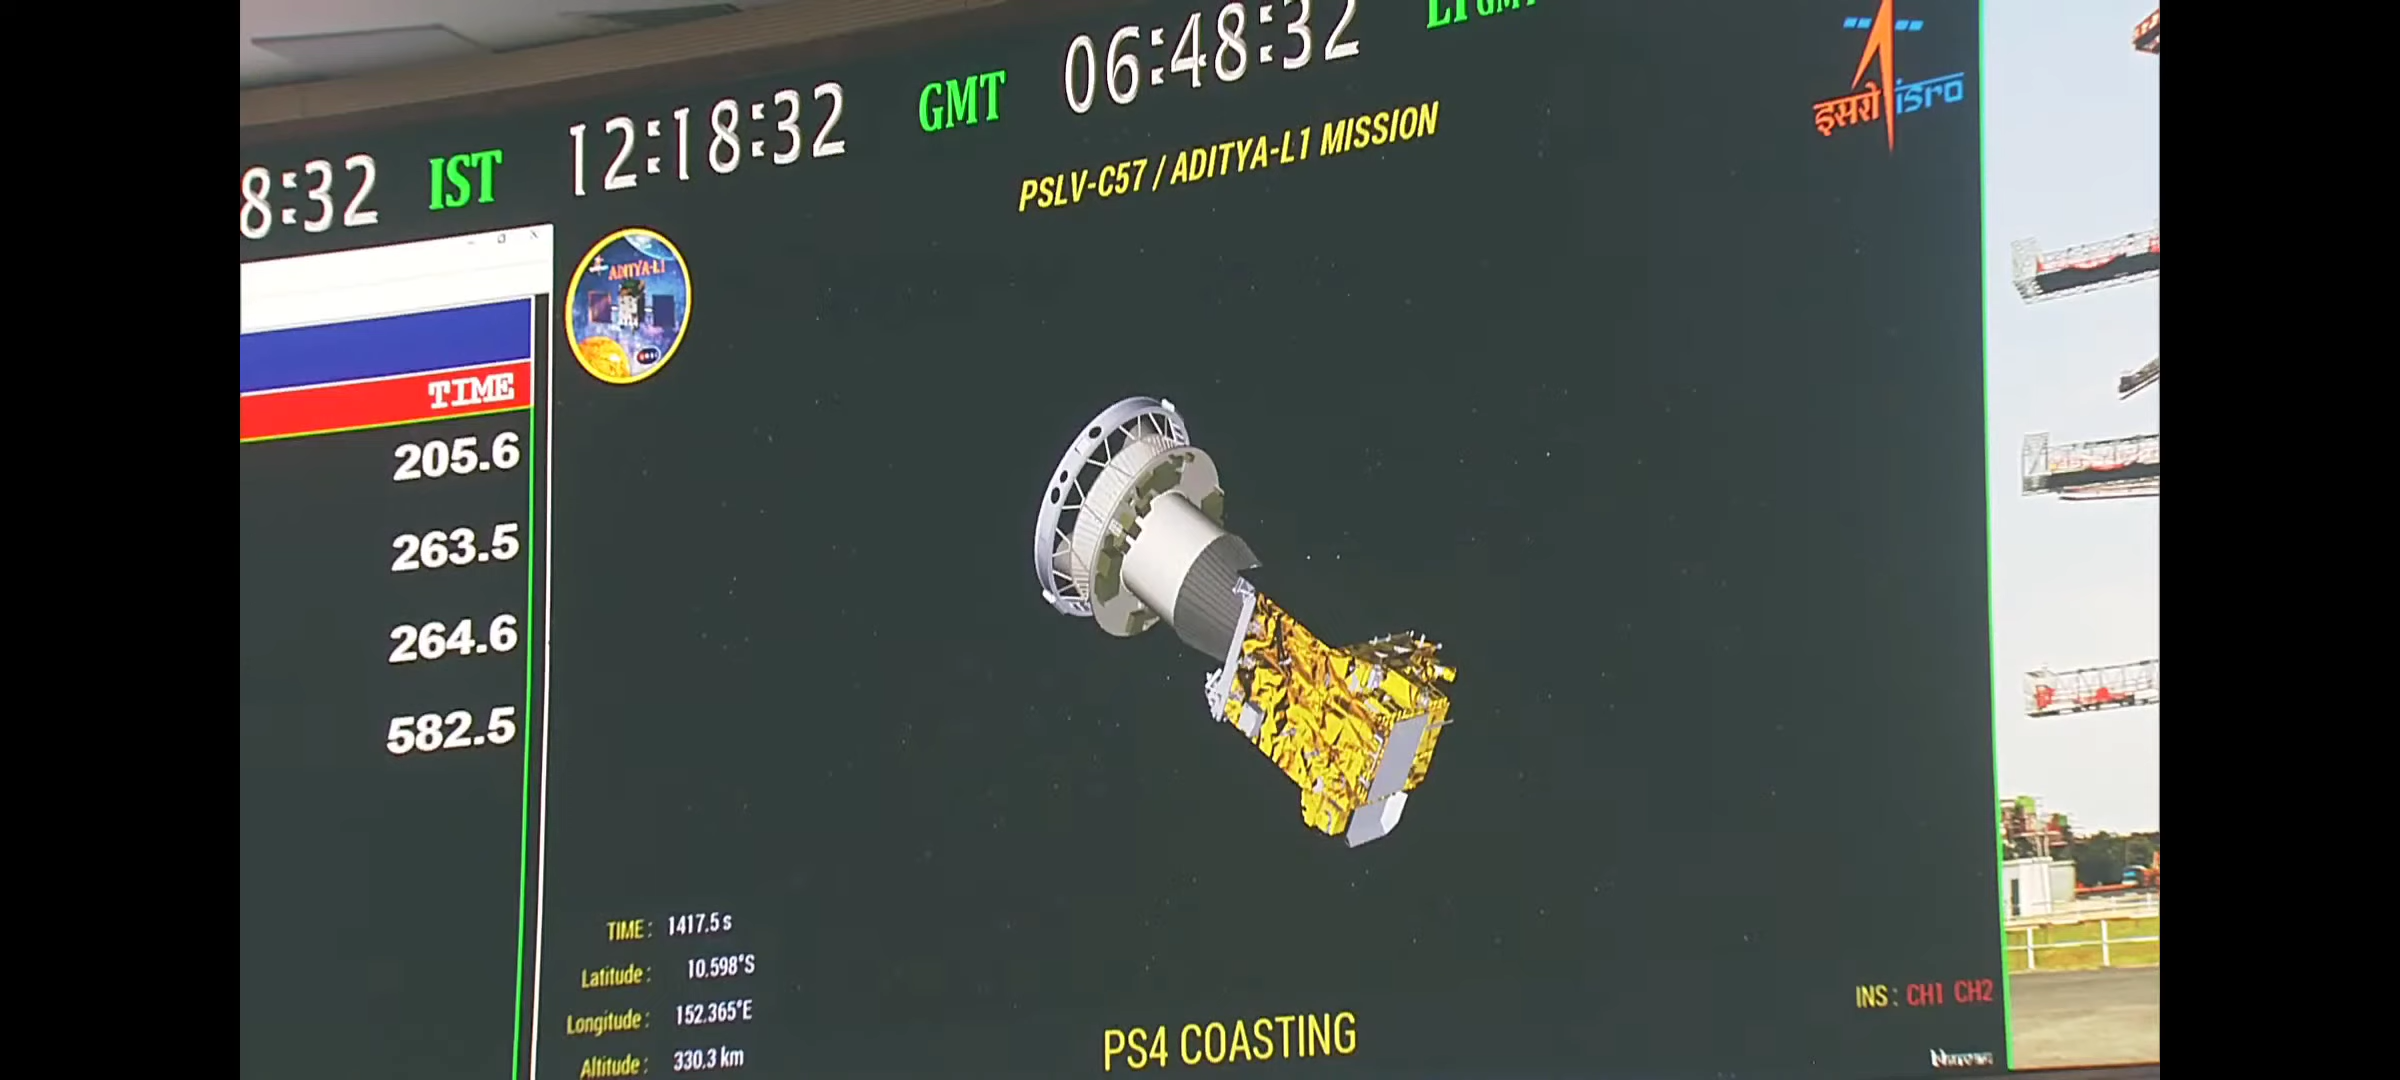 8:32 IST 12:18:32 GMT 06:48:32
PSLV-C57 / ADITYA-L1 MISSION
इसरो isro
ADITYA-L1
TIME
205.6
263.5
264.6
582.5
TIME : 1417.5 s
Latitude : 10.598°S
Longitude : 152.365°E
Altitude : 330.3 km
PS4 COASTING
INS : CH1 CH2